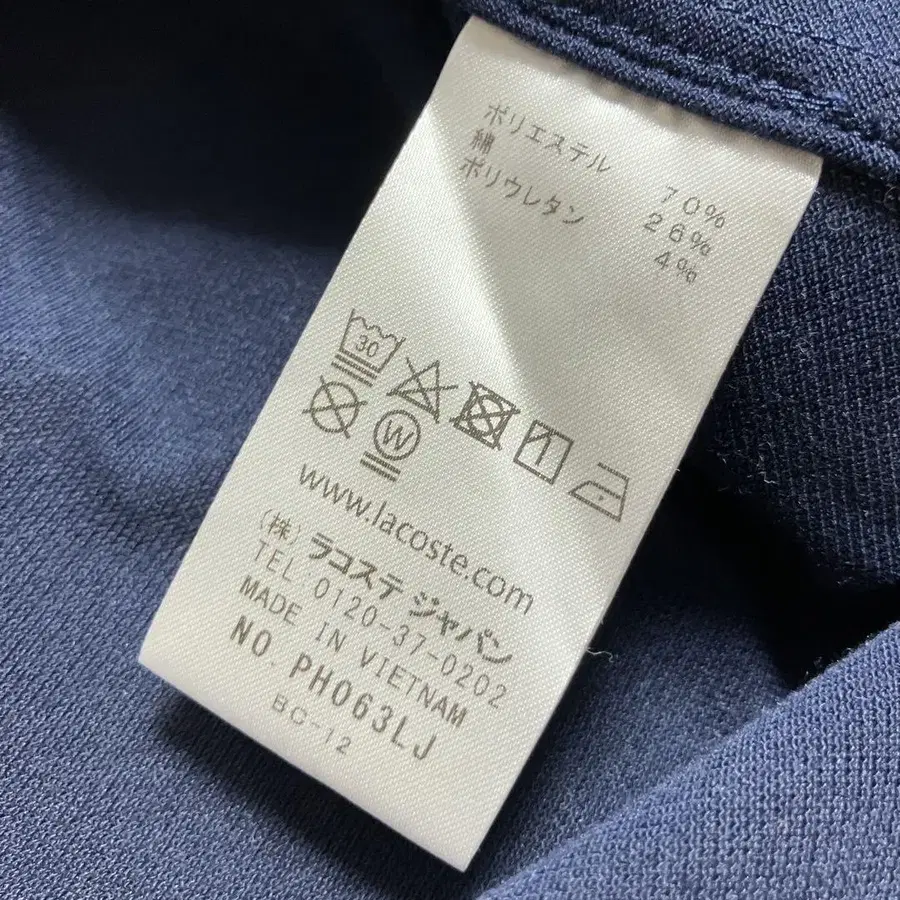 ポリエステル 70%
綿 26%
ポリウレタン 4%
30
W
www.lacoste.com
(株) ラコステ ジャパン
TEL.0120-37-0202
MADE IN VIETNAM
NO. PH063LJ
BC-12